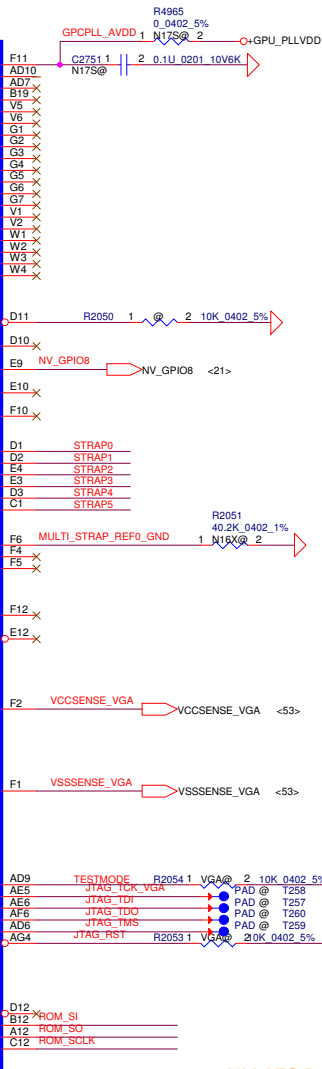 R4965
0_0402_5%
GPCPLL_AVDD 1 N17S@ 2 +GPU_PLLVDD
F11 C2751 1 2 0.1U_0201_10V6K
AD10 N17S@
AD7
B19
V5
V6
G1
G2
G3
G4
G5
G6
G7
V1
V2
W1
W2
W3
W4
D11 R2050 1 @ 2 10K_0402_5%
D10
E9 NV_GPIO8 NV_GPIO8 <21>
E10
F10
D1 STRAP0
D2 STRAP1
E4 STRAP2
E3 STRAP3
D3 STRAP4
C1 STRAP5
R2051
40.2K_0402_1%
F6 MULTI_STRAP_REF0_GND 1 N16X@ 2
F4
F5
F12
E12
F2 VCCSENSE_VGA VCCSENSE_VGA <53>
F1 VSSSENSE_VGA VSSSENSE_VGA <53>
AD9 TESTMODE R2054 1 VGA@ 2 10K_0402_5%
AE5 JTAG_TCK_VGA PAD @ T258
AE6 JTAG_TDI PAD @ T257
AF6 JTAG_TDO PAD @ T260
AD6 JTAG_TMS PAD @ T259
AG4 JTAG_RST R2053 1 VGA@ 2 10K_0402_5%
D12
B12 ROM_SI
A12 ROM_SO
C12 ROM_SCLK